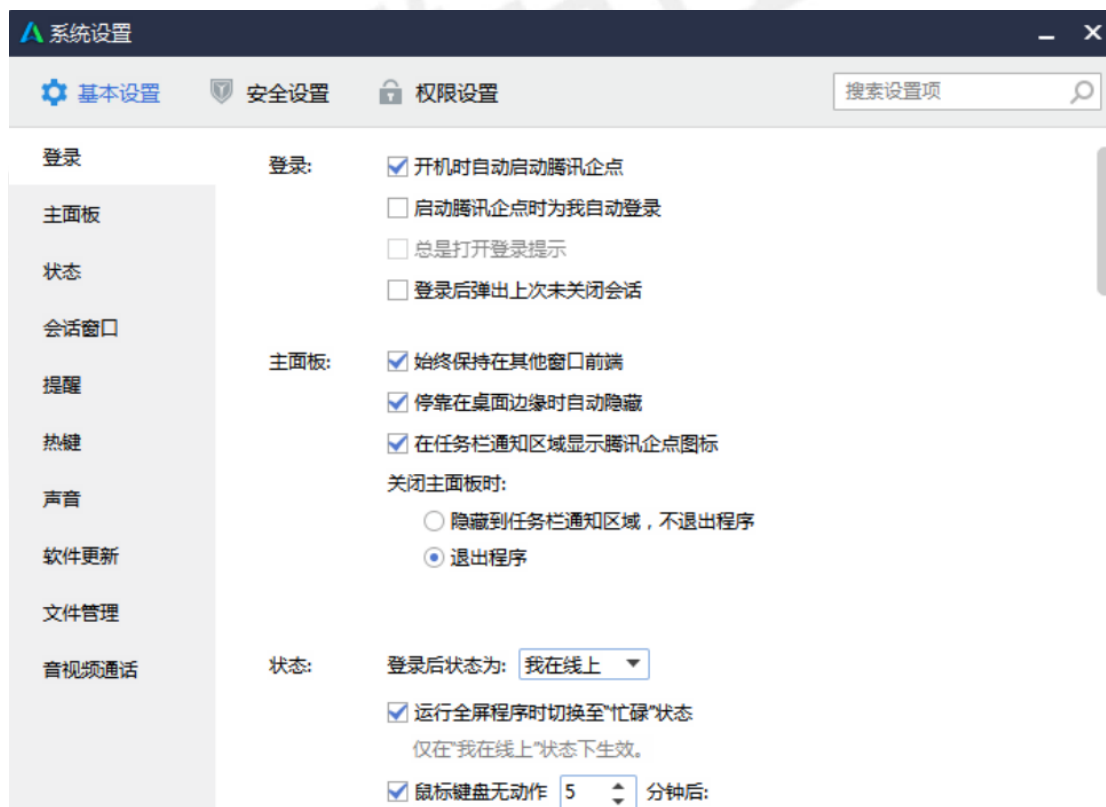 系统设置
基本设置 安全设置 权限设置 搜索设置项
登录
主面板
状态
会话窗口
提醒
热键
声音
软件更新
文件管理
音视频通话
登录: 开机时自动启动腾讯企点
启动腾讯企点时为我自动登录
总是打开登录提示
登录后弹出上次未关闭会话
主面板: 始终保持在其他窗口前端
停靠在桌面边缘时自动隐藏
在任务栏通知区域显示腾讯企点图标
关闭主面板时:
隐藏到任务栏通知区域，不退出程序
退出程序
状态: 登录后状态为: 我在线上
运行全屏程序时切换至“忙碌”状态
仅在“我在线上”状态下生效。
鼠标键盘无动作 5 分钟后: